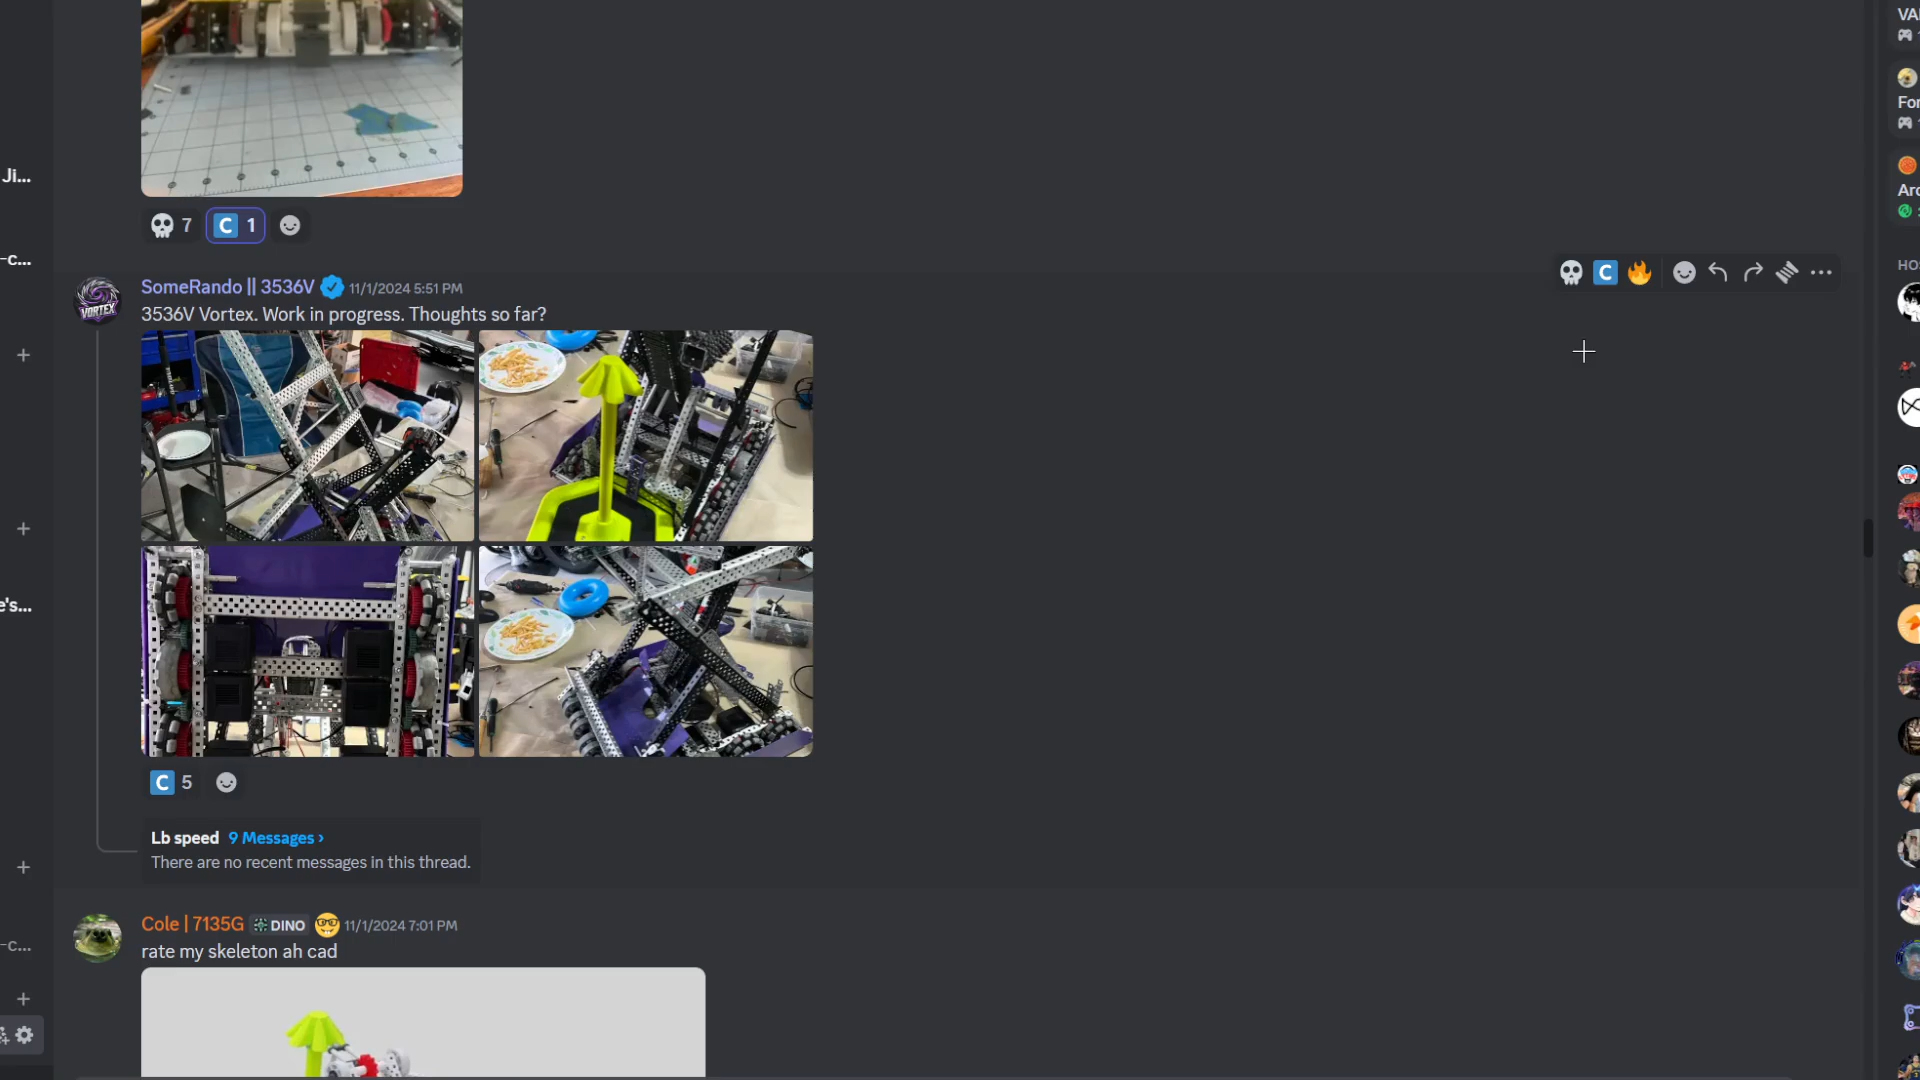 VA
For
Ji...
Arc
7 C 1
-c...
HO
SomeRando || 3536V 11/1/2024 5:51 PM
VORTEX
3536V Vortex. Work in progress. Thoughts so far?
e's...
C 5
Lb speed 9 Messages ›
There are no recent messages in this thread.
Cole | 7135G DINO 11/1/2024 7:01 PM
-c...
rate my skeleton ah cad